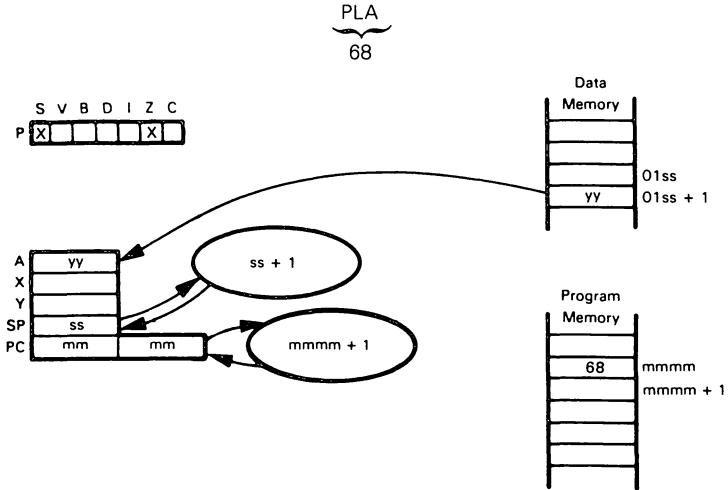 PLA
68
Data
Memory
S V B D I Z C
P X X
01ss
yy 01ss + 1
A yy
ss + 1
X
Y
SP ss
PC mm mm
mmmm + 1
Program
Memory
68 mmmm
mmmm + 1